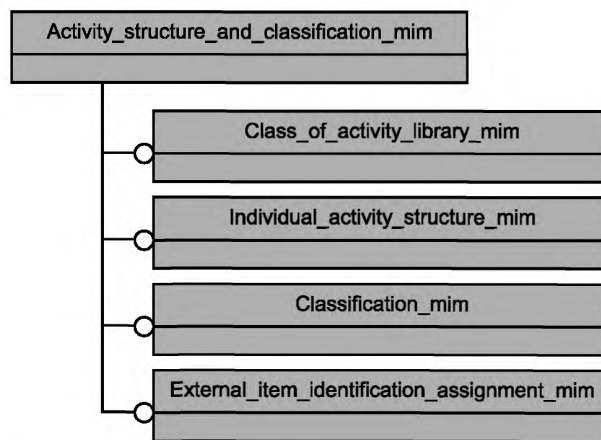 Activity_structure_and_classification_mim
Class_of_activity_library_mim
Individual_activity_structure_mim
Classification_mim
External_item_identification_assignment_mim